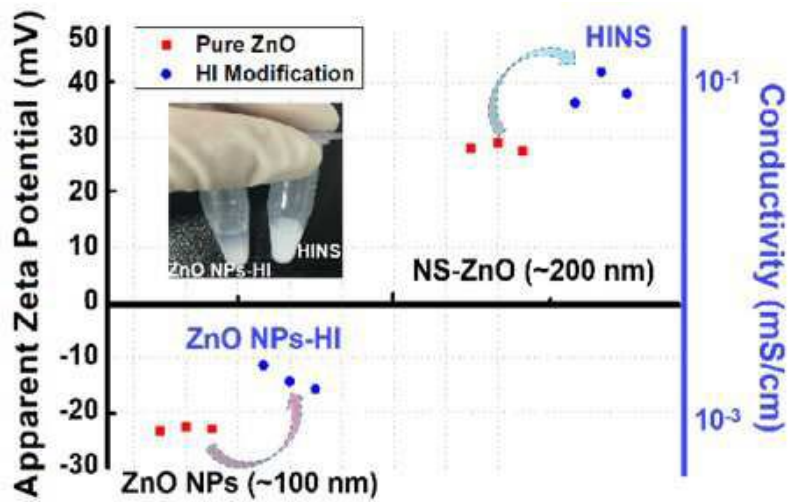 Apparent Zeta Potential (mV)
50
40
30
20
10
0
-10
-20
-30
Pure ZnO
HI Modification
ZnO NPs-HI
HINS
HINS
NS-ZnO (~200 nm)
ZnO NPs-HI
ZnO NPs (~100 nm)
10-1
10-3
Conductivity (mS/cm)